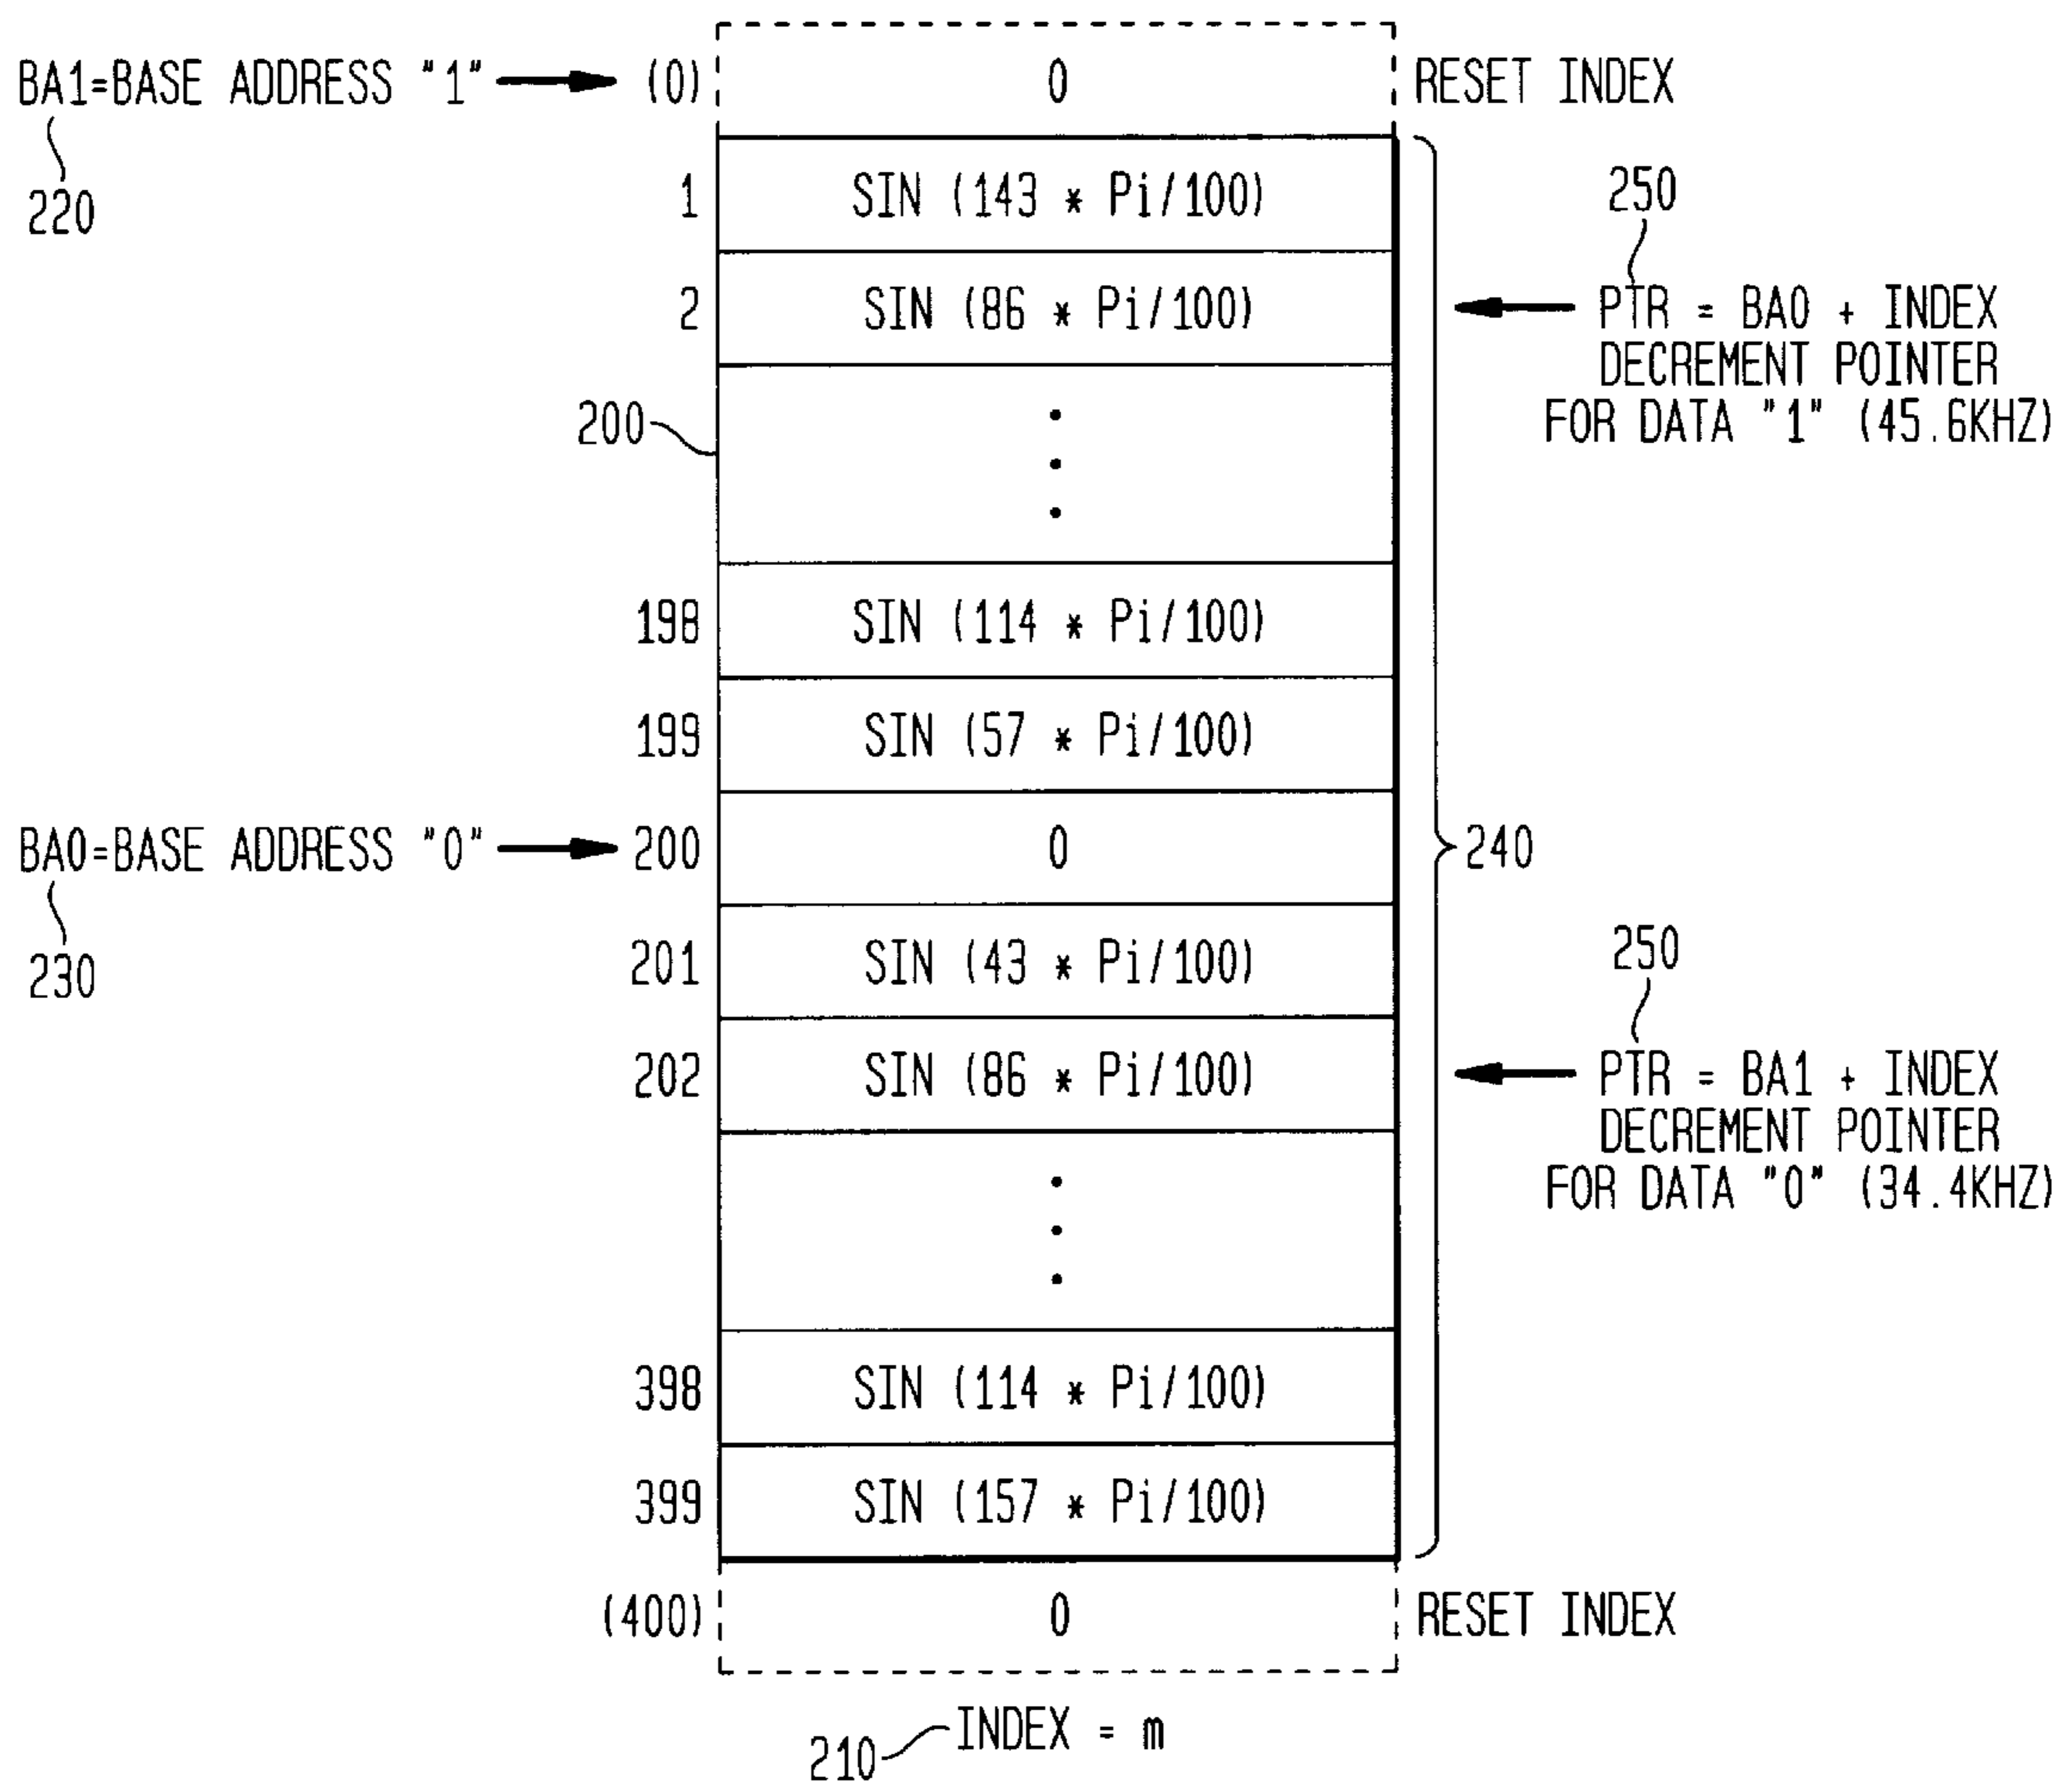 BA1=BASE ADDRESS "1"
220
(0) 0 RESET INDEX
1 SIN (143 * Pi/100)
2 SIN (86 * Pi/100)
250
PTR = BA0 + INDEX
DECREMENT POINTER
FOR DATA "1" (45.6KHZ)
200
198 SIN (114 * Pi/100)
199 SIN (57 * Pi/100)
BA0=BASE ADDRESS "0"
230
200 0
240
201 SIN (43 * Pi/100)
202 SIN (86 * Pi/100)
250
PTR = BA1 + INDEX
DECREMENT POINTER
FOR DATA "0" (34.4KHZ)
398 SIN (114 * Pi/100)
399 SIN (157 * Pi/100)
(400) 0 RESET INDEX
210 INDEX = m